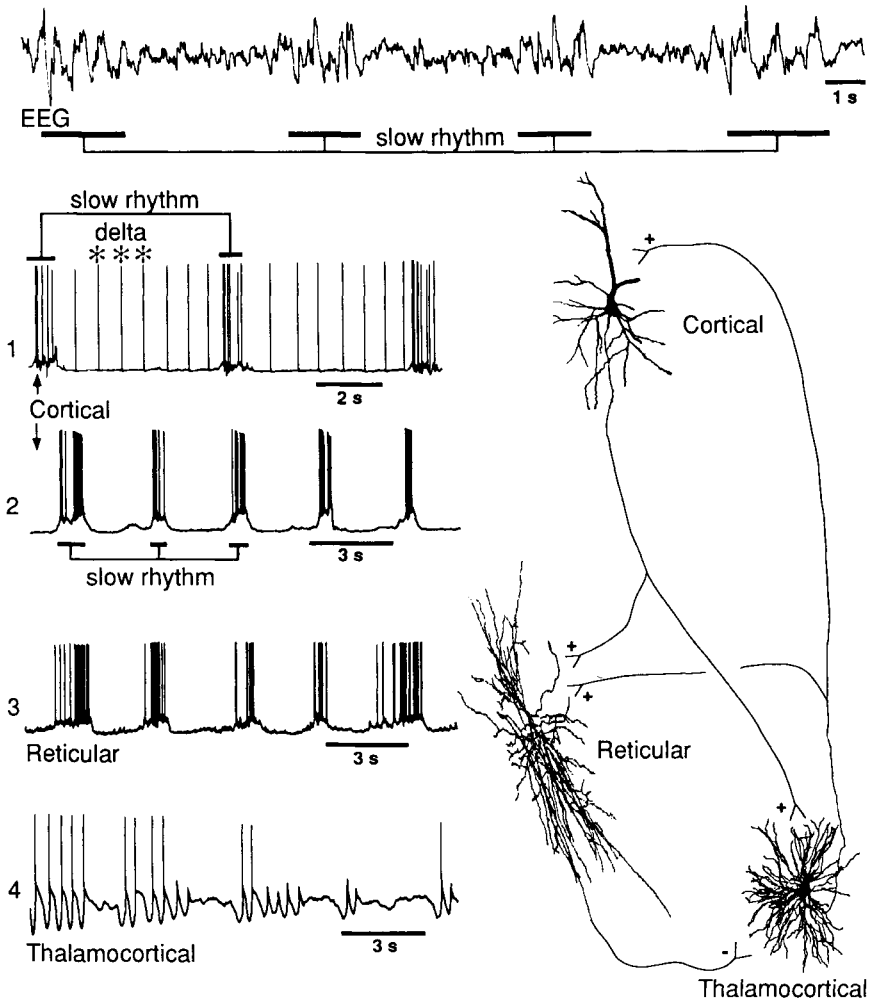 1 s
EEG
slow rhythm
slow rhythm
delta
***
1
2 s
Cortical
2
3 s
slow rhythm
3
3 s
Reticular
4
3 s
Thalamocortical
+
Cortical
+
+
Reticular
+
-
Thalamocortical